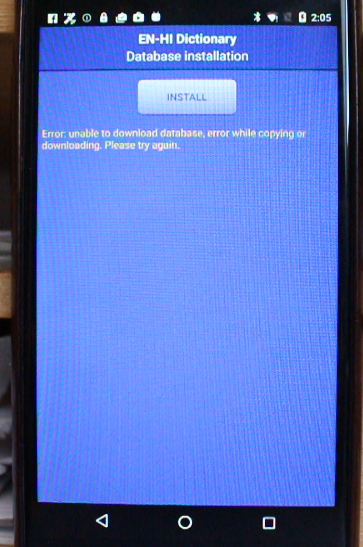 2:05
EN-HI Dictionary
Database installation
INSTALL
Error: unable to download database, error while copying or
downloading. Please try again.